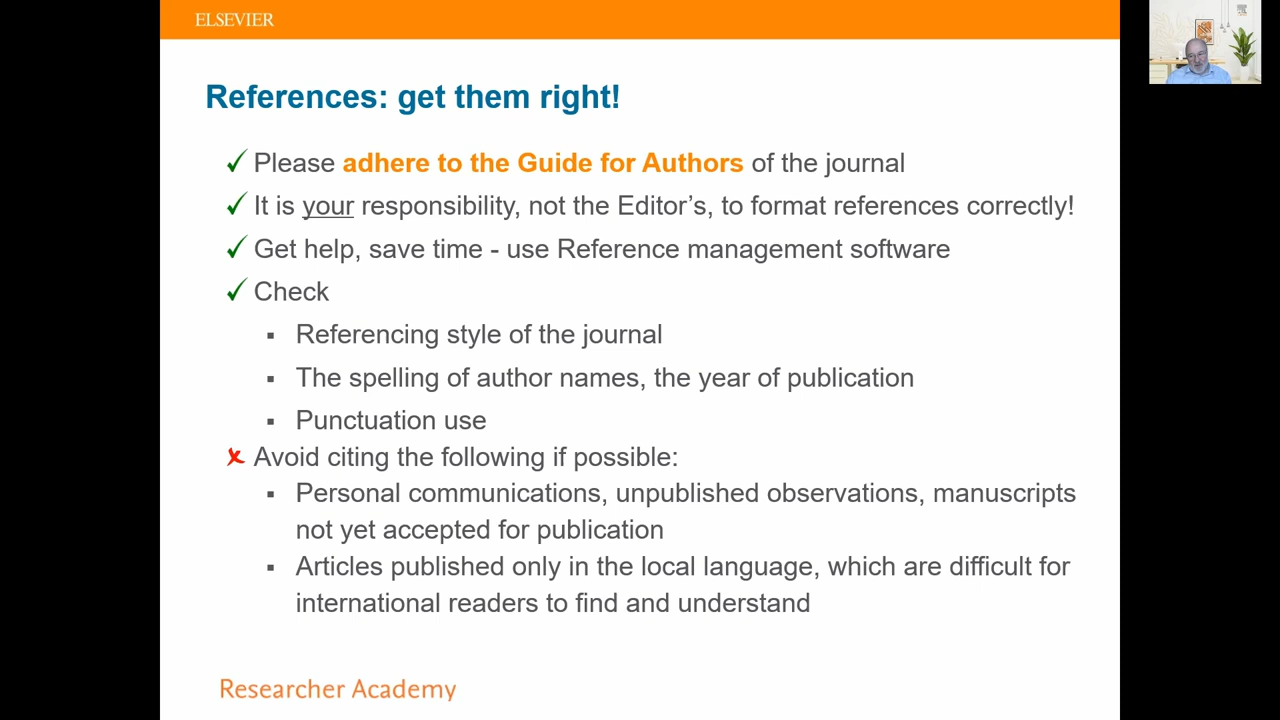 ELSEVIER
References: get them right!
✓ Please adhere to the Guide for Authors of the journal
✓ It is your responsibility, not the Editor’s, to format references correctly!
✓ Get help, save time - use Reference management software
✓ Check
▪ Referencing style of the journal
▪ The spelling of author names, the year of publication
▪ Punctuation use
✗ Avoid citing the following if possible:
▪ Personal communications, unpublished observations, manuscripts
not yet accepted for publication
▪ Articles published only in the local language, which are difficult for
international readers to find and understand
Researcher Academy